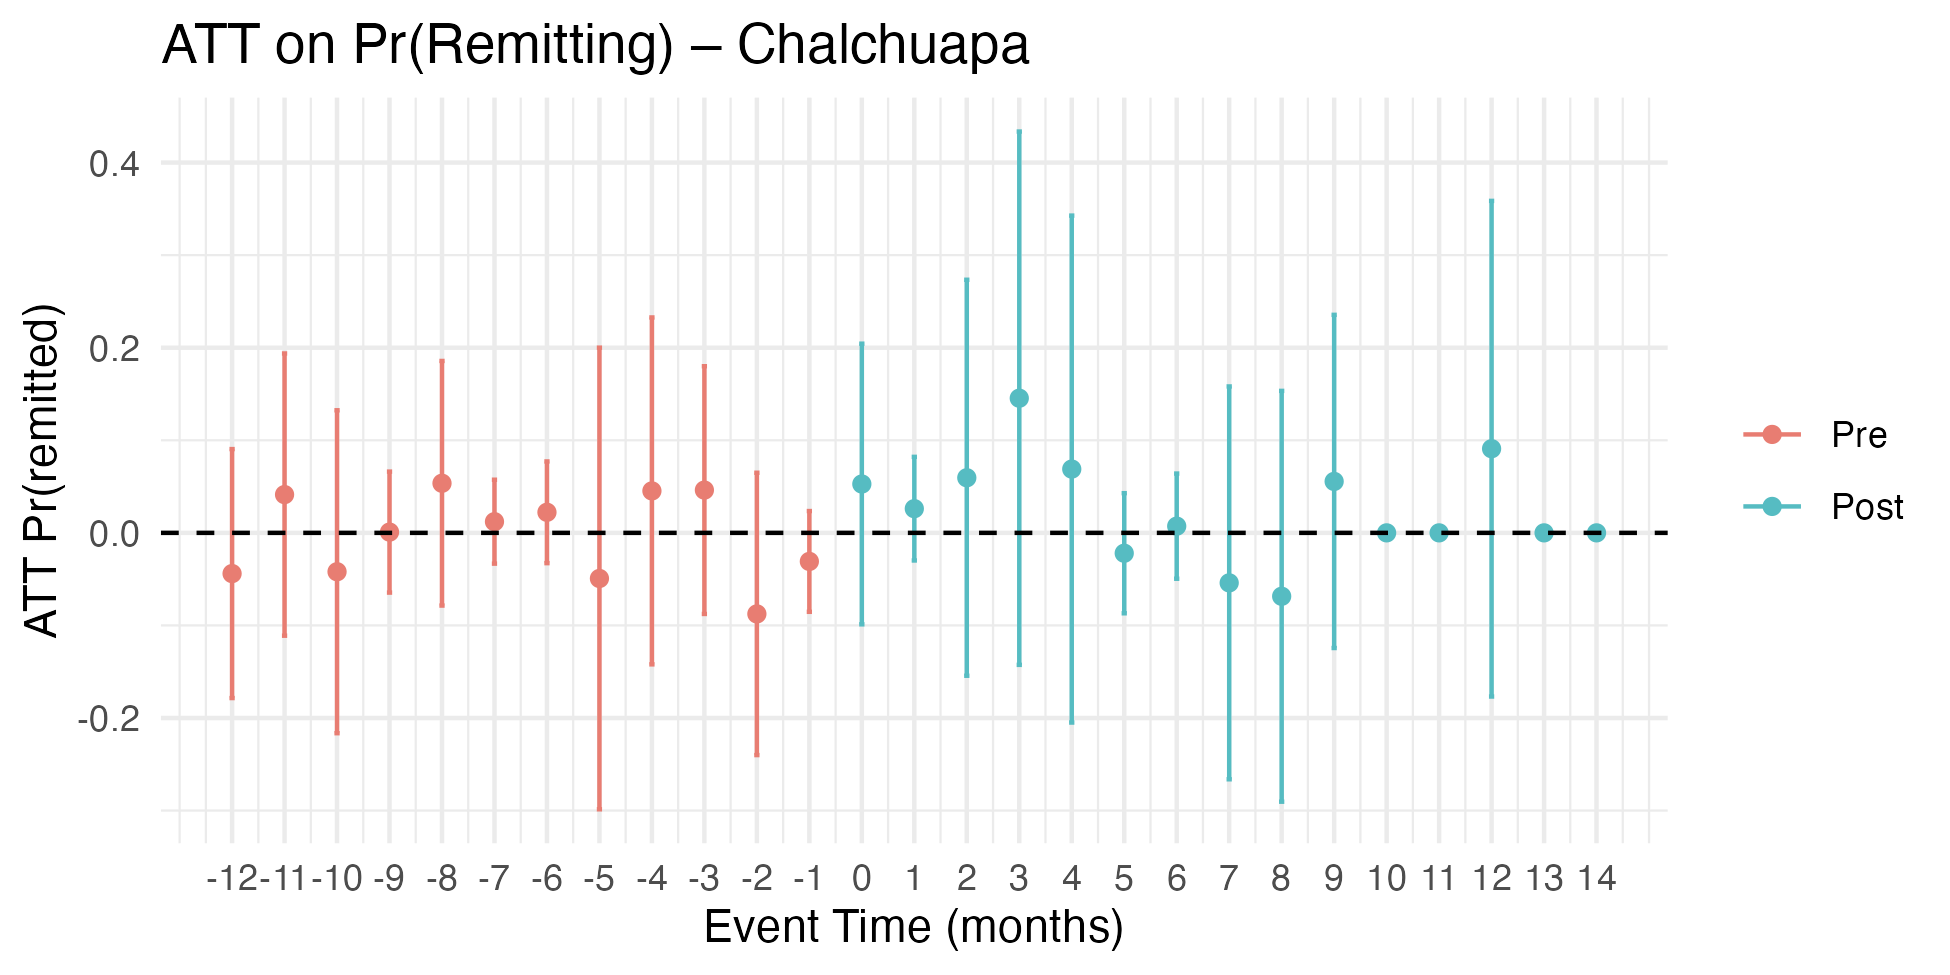 ATT on Pr(Remitting) – Chalchuapa
ATT Pr(remitted)
0.4
0.2
0.0
-0.2
-12 -11 -10 -9 -8 -7 -6 -5 -4 -3 -2 -1 0 1 2 3 4 5 6 7 8 9 10 11 12 13 14
Event Time (months)
Pre
Post